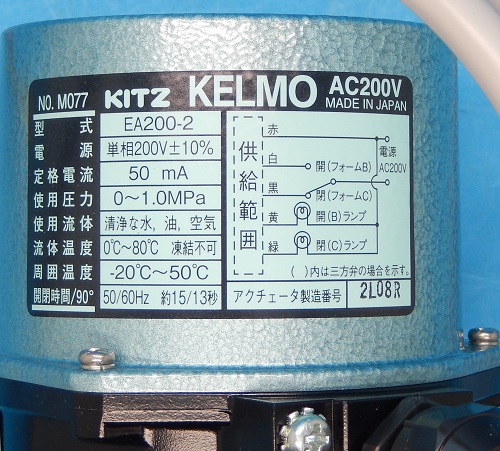 NO. M077 KITZ KELMO AC200V
MADE IN JAPAN
型式 EA200-2
電源 単相200V±10%
定格電流 50 mA
使用圧力 0～1.0MPa
使用流体 清浄な水, 油, 空気
流体温度 0℃～80℃ 凍結不可
周囲温度 -20℃～50℃
開閉時間/90° 50/60Hz 約15/13秒
供給範囲
赤
白 開(フォームB)
黒 閉(フォームC)
黄 開(B)ランプ
緑 閉(C)ランプ
電源
AC200V
( )内は三方弁の場合を示す。
アクチェータ製造番号 2L08R